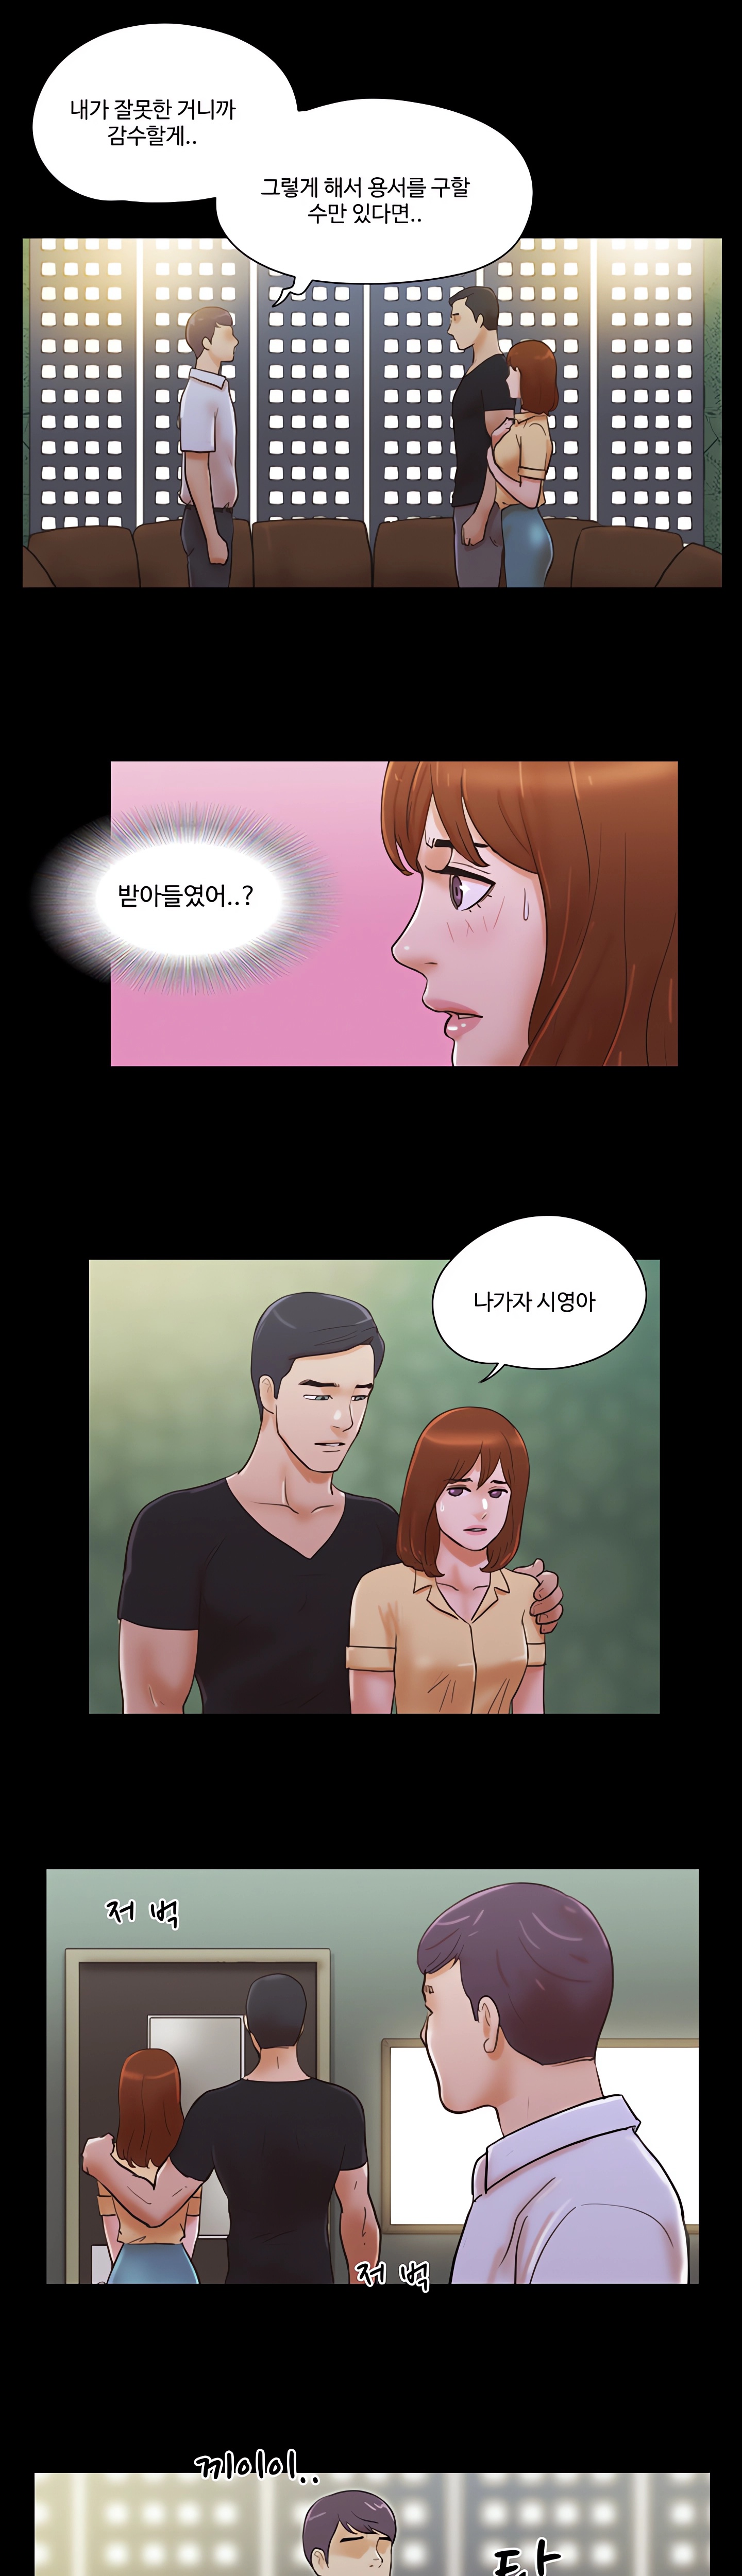 내가 잘못한 거니까
감수할게..
그렇게 해서 용서를 구할
수만 있다면..
받아들였어..?
나가자 시영아
저 벅
저 벅
끼이이..
탁